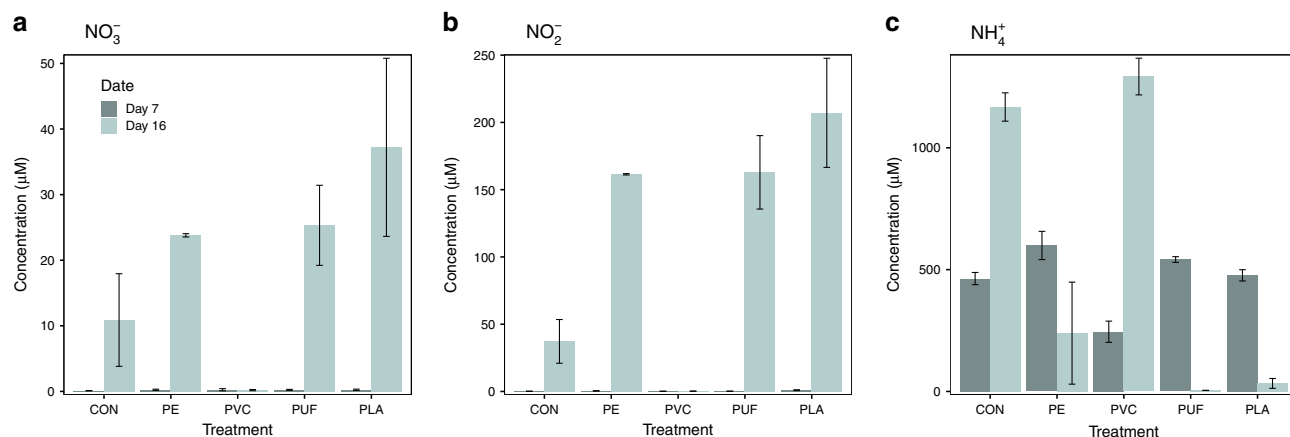 a NO₃⁻
Concentration (μM)
50
40
30
20
10
0
Date
Day 7
Day 16
CON PE PVC PUF PLA
Treatment
b NO₂⁻
Concentration (μM)
250
200
150
100
50
0
CON PE PVC PUF PLA
Treatment
c NH₄⁺
Concentration (μM)
1000
500
0
CON PE PVC PUF PLA
Treatment